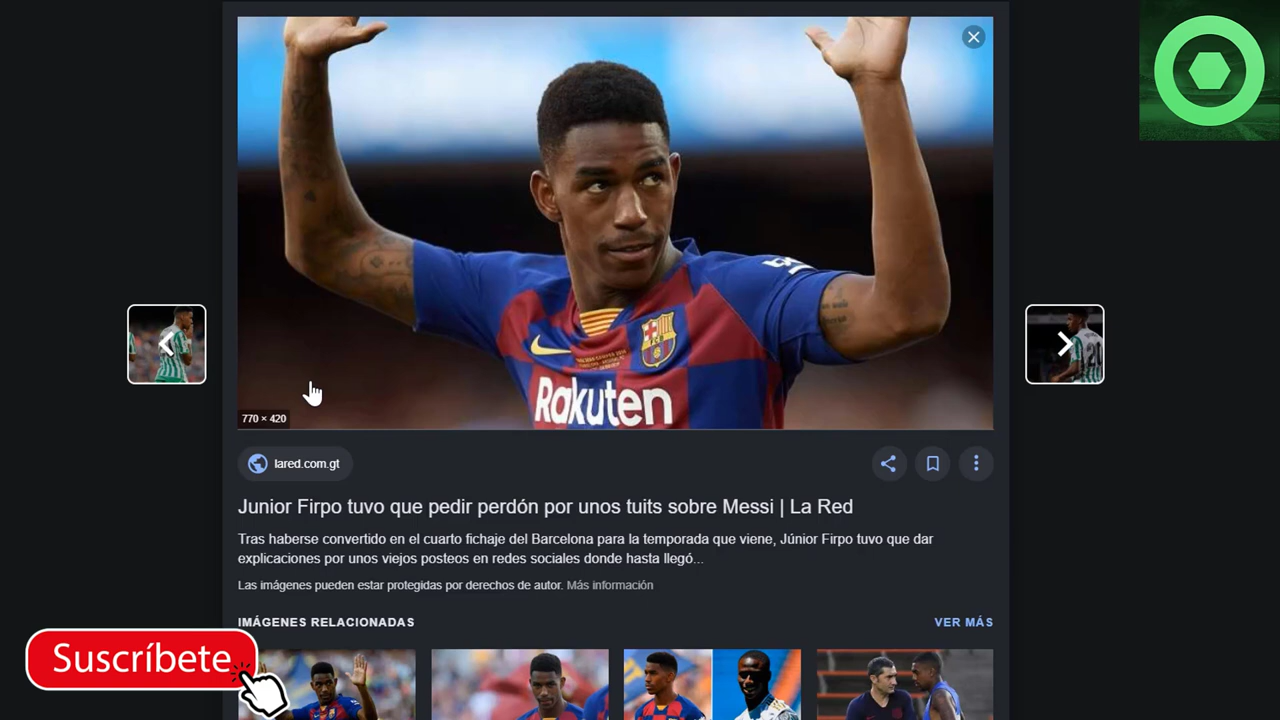 Rakuten
FCB
770 × 420
lared.com.gt
Junior Firpo tuvo que pedir perdón por unos tuits sobre Messi | La Red
Tras haberse convertido en el cuarto fichaje del Barcelona para la temporada que viene, Júnior Firpo tuvo que dar
explicaciones por unos viejos posteos en redes sociales donde hasta llegó...
Las imágenes pueden estar protegidas por derechos de autor. Más información
IMÁGENES RELACIONADAS
VER MÁS
Suscríbete
20